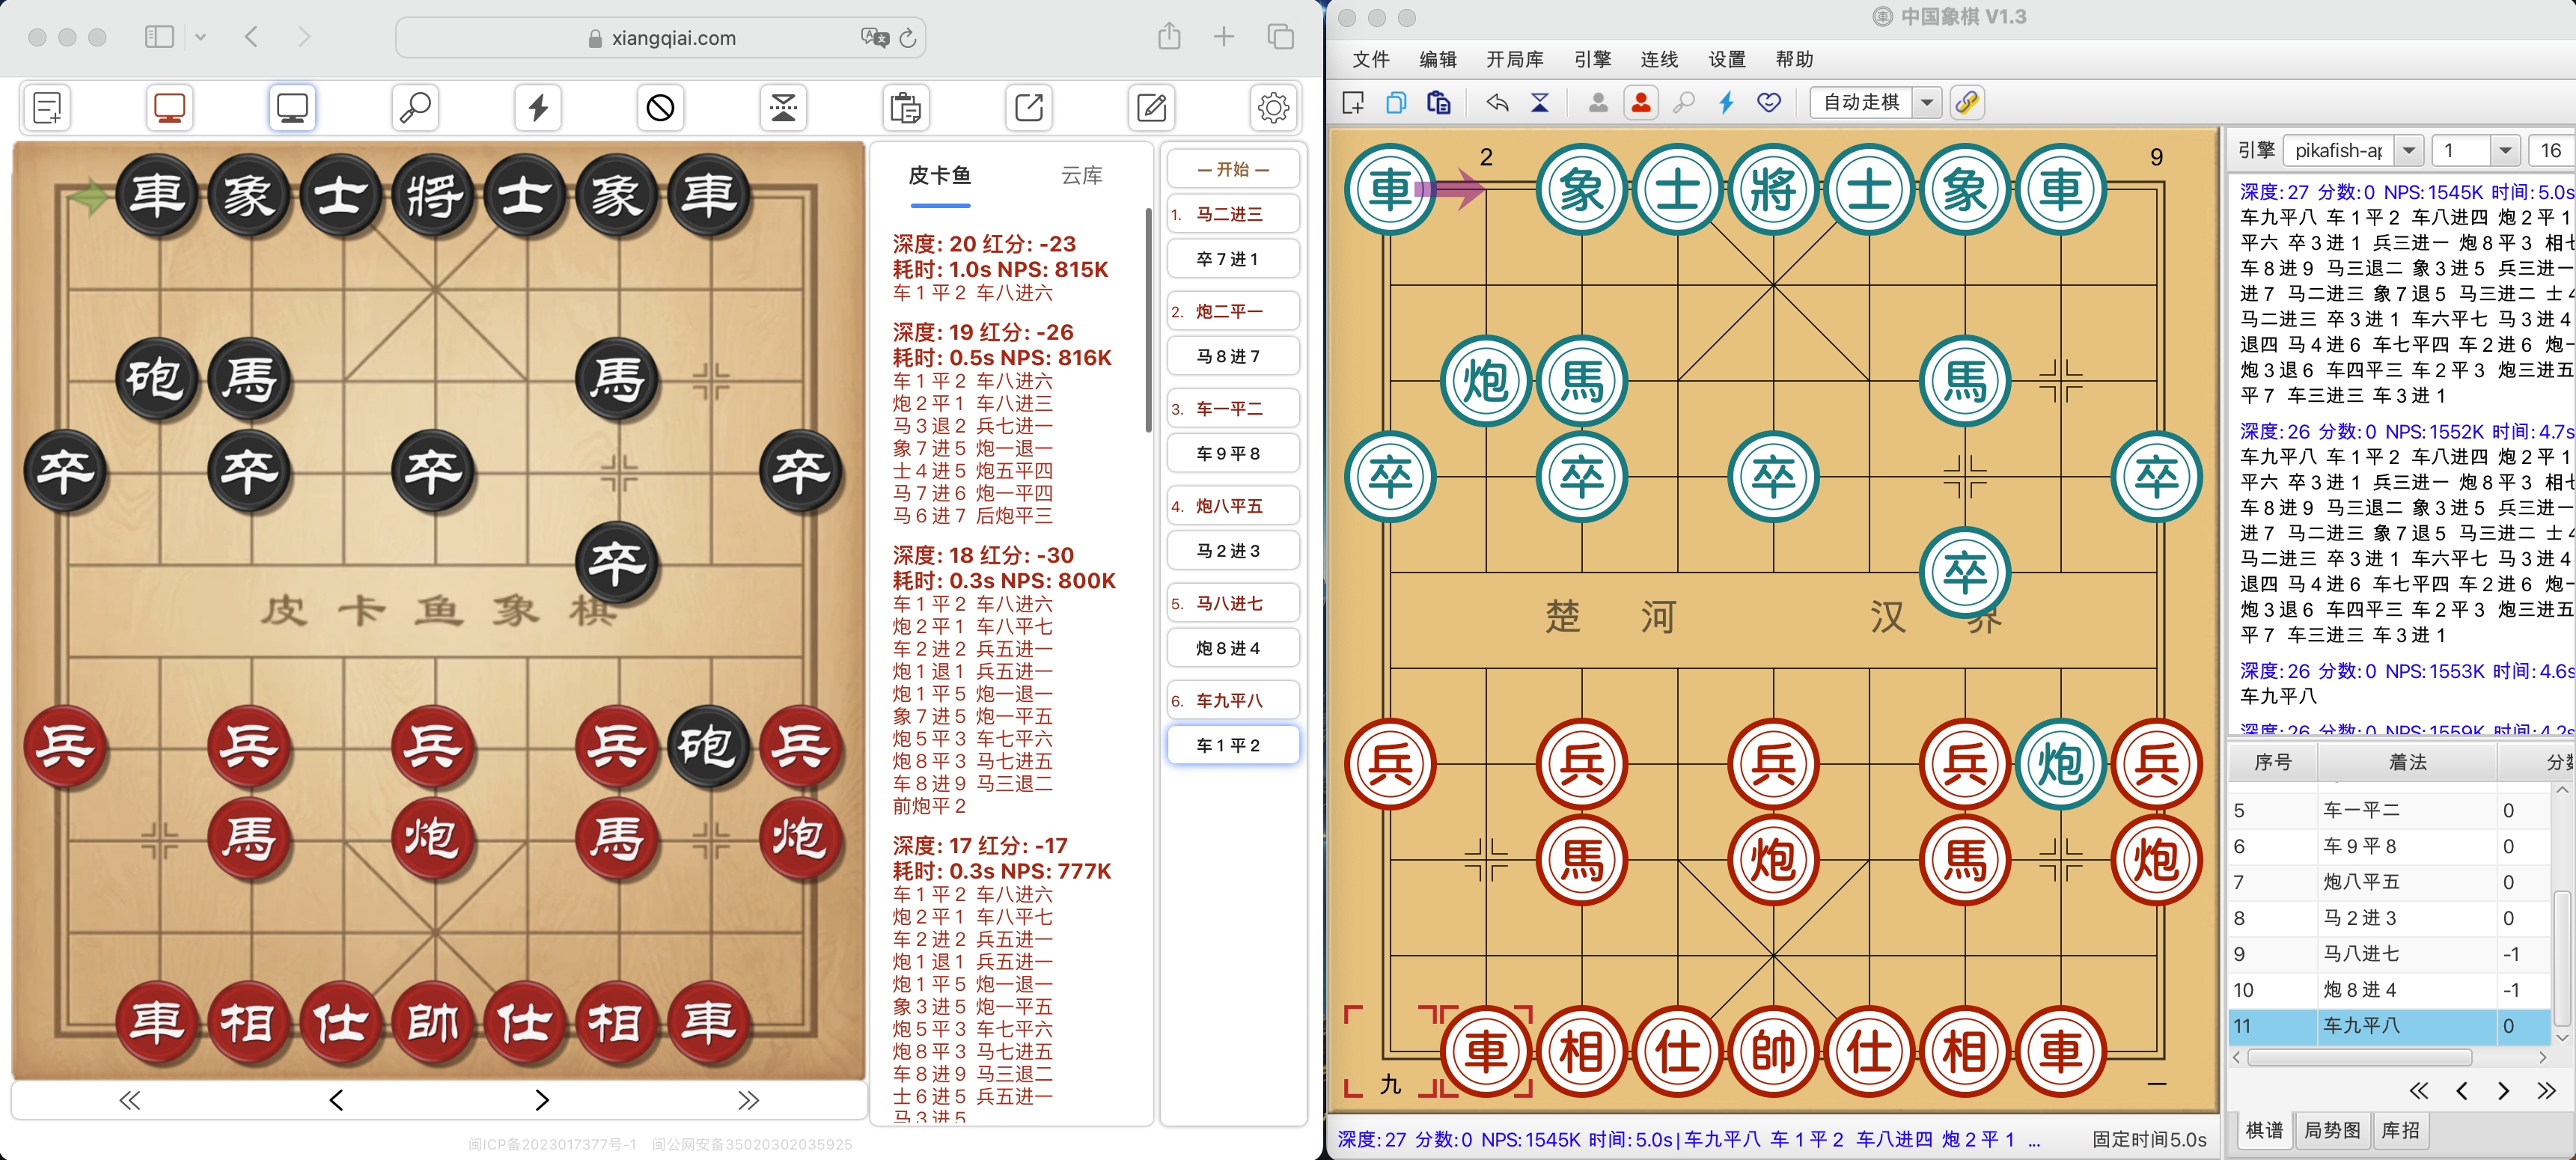 xiangqiai.com
車 象 士 將 士 象 車
砲 馬 馬
卒 卒 卒 卒
卒
皮卡鱼象棋
兵 兵 兵 兵 砲 兵
馬 炮 馬 炮
車 相 仕 帥 仕 相 車
闽ICP备2023017377号-1 闽公网安备35020302035925
皮卡鱼 云库
深度: 20 红分: -23
耗时: 1.0s NPS: 815K
车1平2 车八进六
深度: 19 红分: -26
耗时: 0.5s NPS: 816K
车1平2 车八进六
炮2平1 车八进三
马3退2 兵七进一
象7进5 炮一退一
士4进5 炮五平四
马7进6 炮一平四
马6进7 后炮平三
深度: 18 红分: -30
耗时: 0.3s NPS: 800K
车1平2 车八进六
炮2平1 车八平七
车2进2 兵五进一
炮1退1 兵五进一
炮1平5 炮一退一
象7进5 炮一平五
炮5平3 车七平六
炮8平3 马七进五
车8进9 马三退二
前炮平2
深度: 17 红分: -17
耗时: 0.3s NPS: 777K
车1平2 车八进六
炮2平1 车八平七
车2进2 兵五进一
炮1退1 兵五进一
炮1平5 炮一退一
象3进5 炮一平五
炮5平3 车七平六
炮8平3 马七进五
车8进9 马三退二
士6进5 兵五进一
马3进5
— 开始 —
1. 马二进三
卒7进1
2. 炮二平一
马8进7
3. 车一平二
车9平8
4. 炮八平五
马2进3
5. 马八进七
炮8进4
6. 车九平八
车1平2
中国象棋 V1.3
文件 编辑 开局库 引擎 连线 设置 帮助
自动走棋
2 9
車 象 士 將 士 象 車
炮 馬 馬
卒 卒 卒 卒
卒
楚 河 汉 界
兵 兵 兵 兵 炮 兵
馬 炮 馬 炮
車 相 仕 帥 仕 相 車
九 一
深度:27 分数:0 NPS:1545K 时间:5.0s|车九平八 车1平2 车八进四 炮2平1 ...
固定时间5.0s
引擎 pikafish-ap 1 16
深度:27 分数:0 NPS:1545K 时间:5.0s
车九平八 车1平2 车八进四 炮2平1
平六 卒3进1 兵三进一 炮8平3 相七
车8进9 马三退二 象3进5 兵三进一
进7 马二进三 象7退5 马三进二 士4
马二进三 卒3进1 车六平七 马3进4
退四 马4进6 车七平四 车2进6 炮一
炮3退6 车四平三 车2平3 炮三进五
平7 车三进三 车3进1
深度:26 分数:0 NPS:1552K 时间:4.7s
车九平八 车1平2 车八进四 炮2平1
平六 卒3进1 兵三进一 炮8平3 相七
车8进9 马三退二 象3进5 兵三进一
进7 马二进三 象7退5 马三进二 士4
马二进三 卒3进1 车六平七 马3进4
退四 马4进6 车七平四 车2进6 炮一
炮3退6 车四平三 车2平3 炮三进五
平7 车三进三 车3进1
深度:26 分数:0 NPS:1553K 时间:4.6s
车九平八
深度:26 分数:0 NPS:1559K 时间:4.2s
序号 着法 分数
5 车一平二 0
6 车9平8 0
7 炮八平五 0
8 马2进3 0
9 马八进七 -1
10 炮8进4 -1
11 车九平八 0
棋谱 局势图 库招